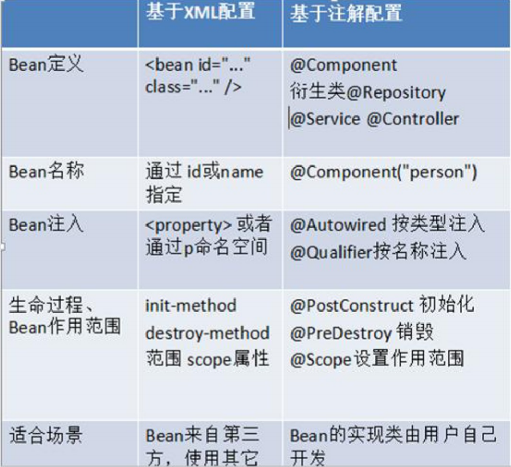 基于XML配置
基于注解配置
Bean定义
<bean id="..."
class="..." />
@Component
衍生类@Repository
@Service @Controller
Bean名称
通过 id或name
指定
@Component("person")
Bean注入
<property> 或者
通过p命名空间
@Autowired 按类型注入
@Qualifier按名称注入
生命过程、
Bean作用范围
init-method
destroy-method
范围 scope属性
@PostConstruct 初始化
@PreDestroy 销毁
@Scope设置作用范围
适合场景
Bean来自第三
方，使用其它
Bean的实现类由用户自己
开发